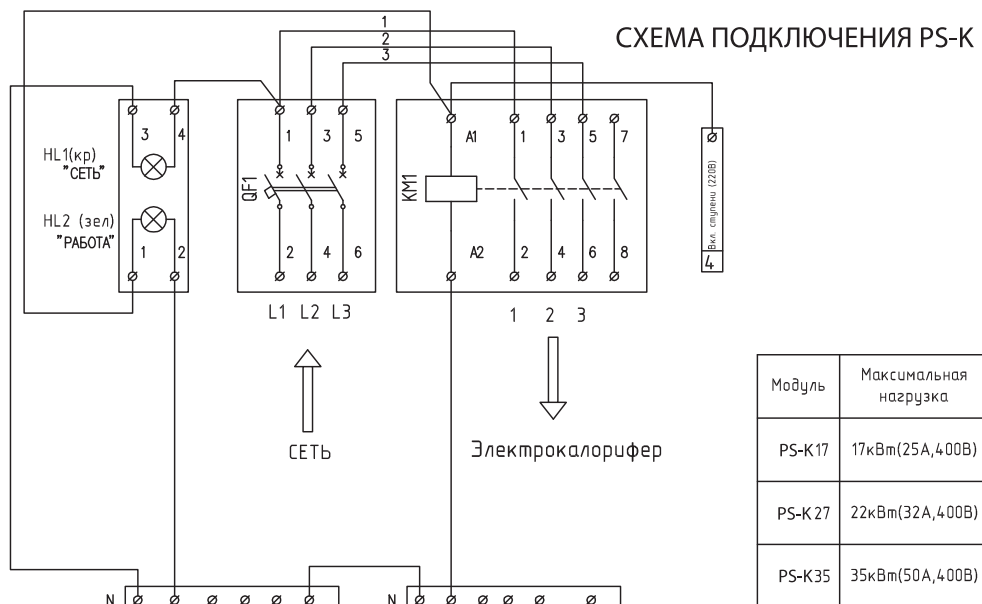 СХЕМА ПОДКЛЮЧЕНИЯ PS-K
1
2
3
3 4
HL1(кр)
"СЕТЬ"
HL2 (зел)
"РАБОТА"
1 2
QF1
1 3 5
2 4 6
L1 L2 L3
СЕТЬ
KM1
A1 1 3 5 7
A2 2 4 6 8
1 2 3
Электрокалорифер
Вкл. ступени (220В)
4
Модуль Максимальная нагрузка
PS-K17 17кВт(25А,400В)
PS-K27 22кВт(32А,400В)
PS-K35 35кВт(50А,400В)
N N